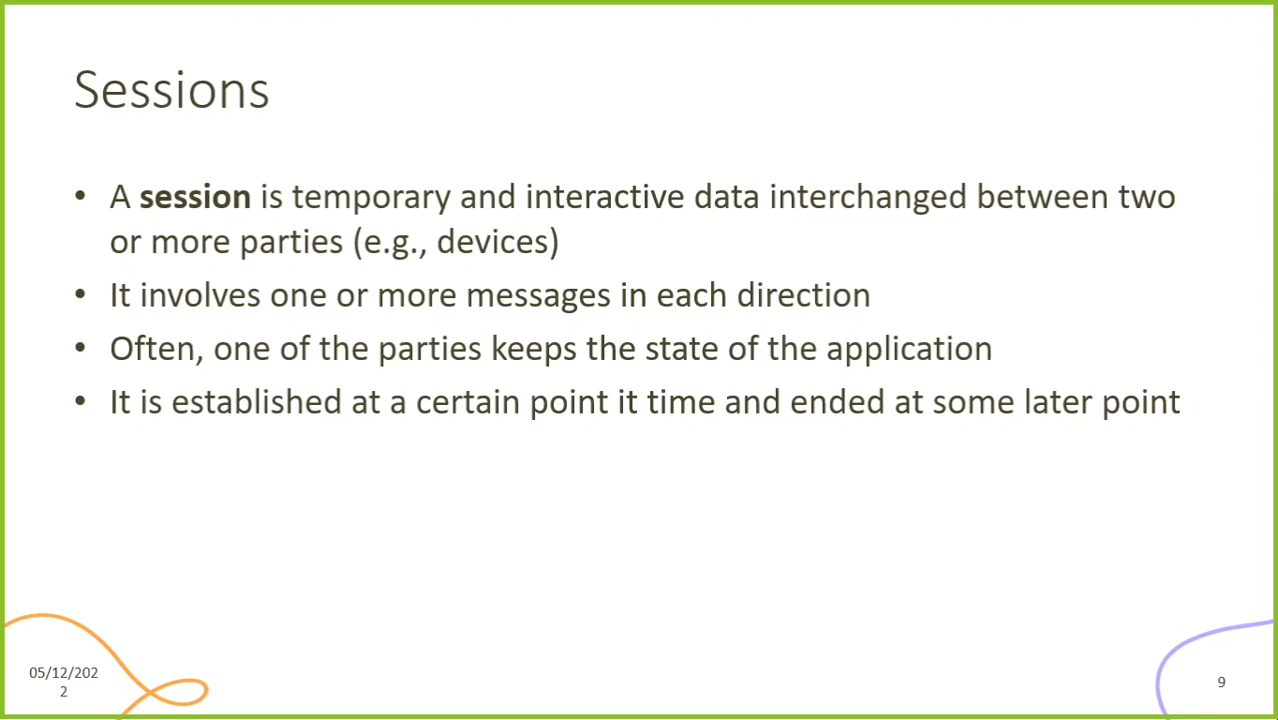 Sessions
• A session is temporary and interactive data interchanged between two
or more parties (e.g., devices)
• It involves one or more messages in each direction
• Often, one of the parties keeps the state of the application
• It is established at a certain point it time and ended at some later point
05/12/202
2
9